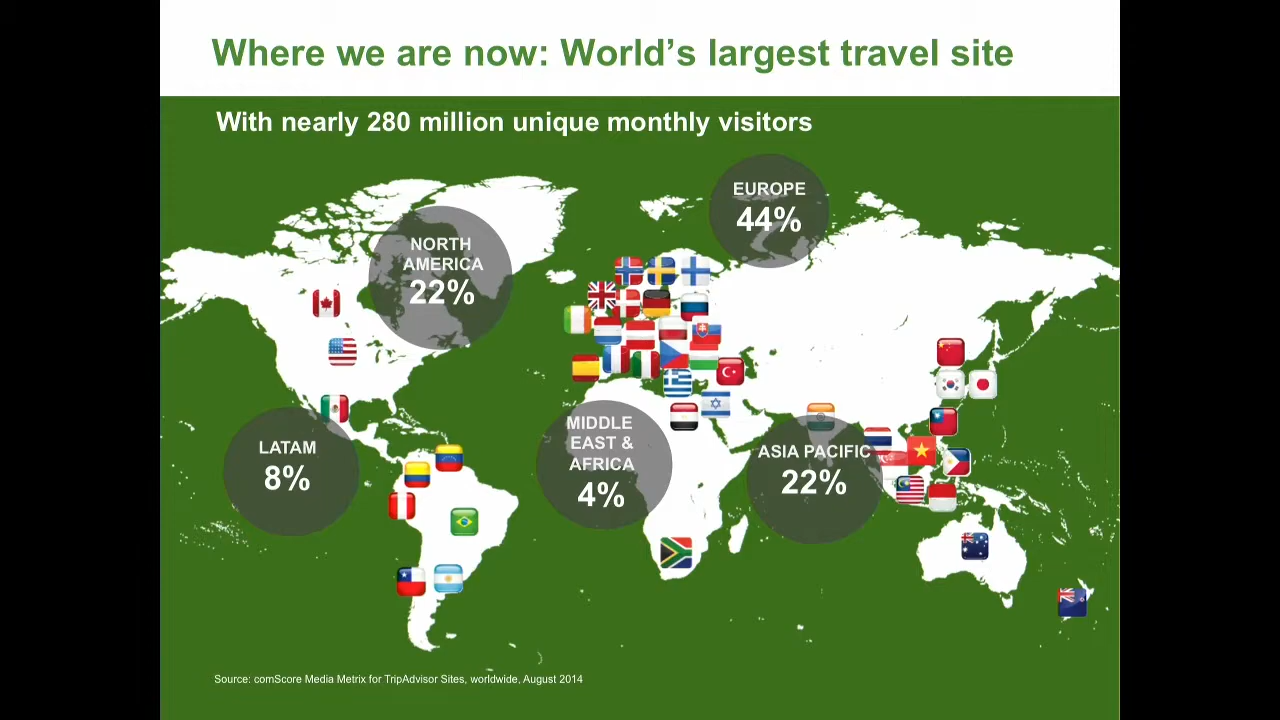 Where we are now: World's largest travel site
With nearly 280 million unique monthly visitors
EUROPE
44%
NORTH
AMERICA
22%
LATAM
8%
MIDDLE
EAST &
AFRICA
4%
ASIA PACIFIC
22%
Source: comScore Media Metrix for TripAdvisor Sites, worldwide, August 2014